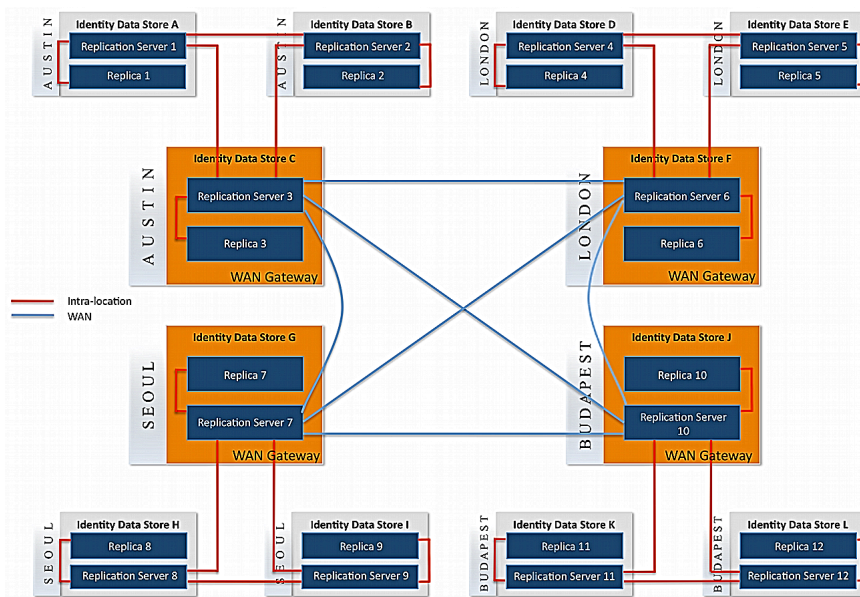 Identity Data Store A
AUSTIN
Replication Server 1
Replica 1
Identity Data Store B
AUSTIN
Replication Server 2
Replica 2
Identity Data Store D
LONDON
Replication Server 4
Replica 4
Identity Data Store E
LONDON
Replication Server 5
Replica 5
Identity Data Store C
AUSTIN
Replication Server 3
Replica 3
WAN Gateway
Identity Data Store F
LONDON
Replication Server 6
Replica 6
WAN Gateway
Intra-location
WAN
Identity Data Store G
SEOUL
Replica 7
Replication Server 7
WAN Gateway
Identity Data Store J
BUDAPEST
Replica 10
Replication Server
10
WAN Gateway
Identity Data Store H
SEOUL
Replica 8
Replication Server 8
Identity Data Store I
SEOUL
Replica 9
Replication Server 9
Identity Data Store K
BUDAPEST
Replica 11
Replication Server 11
Identity Data Store L
BUDAPEST
Replica 12
Replication Server 12